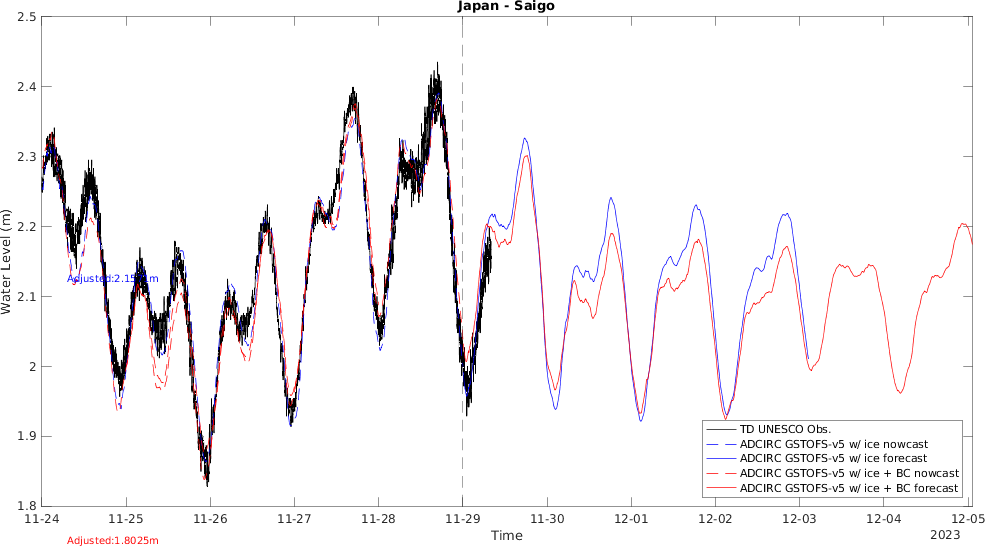 Japan - Saigo
2.5
2.4
2.3
2.2
2.1
2
1.9
1.8
Water Level (m)
11-24
11-25
11-26
11-27
11-28
11-29
11-30
12-01
12-02
12-03
12-04
12-05
Time
2023
TD UNESCO Obs.
ADCIRC GSTOFS-v5 w/ ice nowcast
ADCIRC GSTOFS-v5 w/ ice forecast
ADCIRC GSTOFS-v5 w/ ice + BC nowcast
ADCIRC GSTOFS-v5 w/ ice + BC forecast
Adjusted:1.8025m